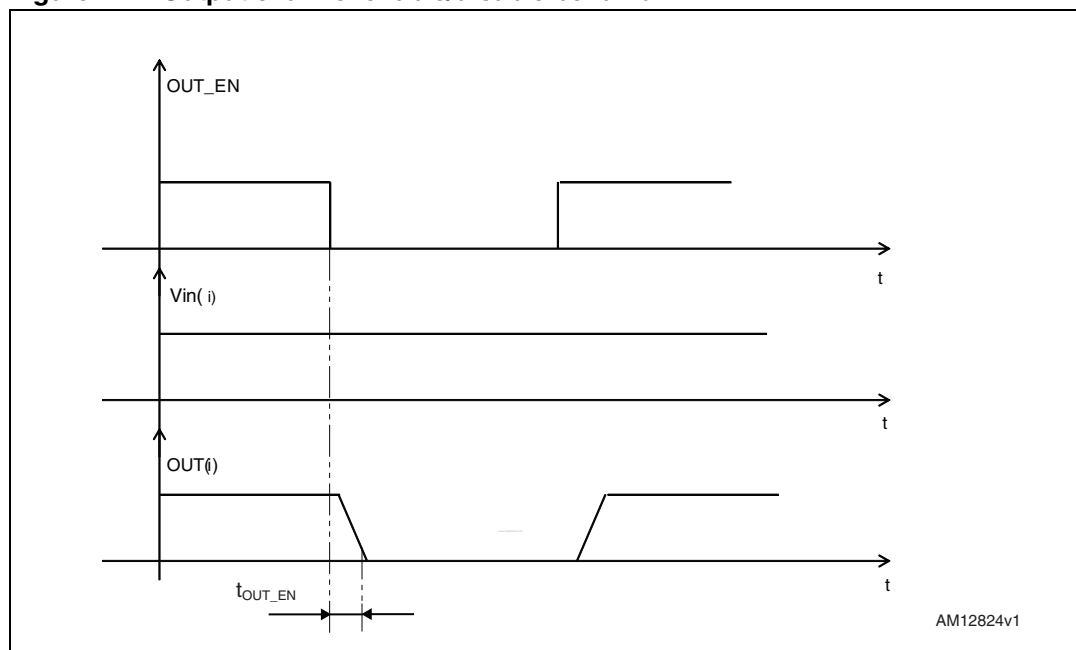 OUT_EN
t
Vin( i)
t
OUT(i)
t
tOUT_EN
AM12824v1